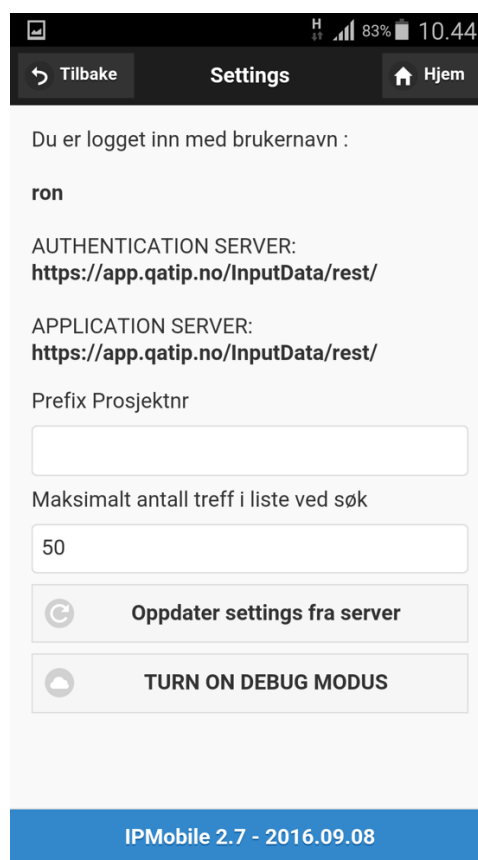 H 83% 10.44
Tilbake Settings Hjem
Du er logget inn med brukernavn :
ron
AUTHENTICATION SERVER:
https://app.qatip.no/InputData/rest/
APPLICATION SERVER:
https://app.qatip.no/InputData/rest/
Prefix Prosjektnr
Maksimalt antall treff i liste ved søk
50
Oppdater settings fra server
TURN ON DEBUG MODUS
IPMobile 2.7 - 2016.09.08